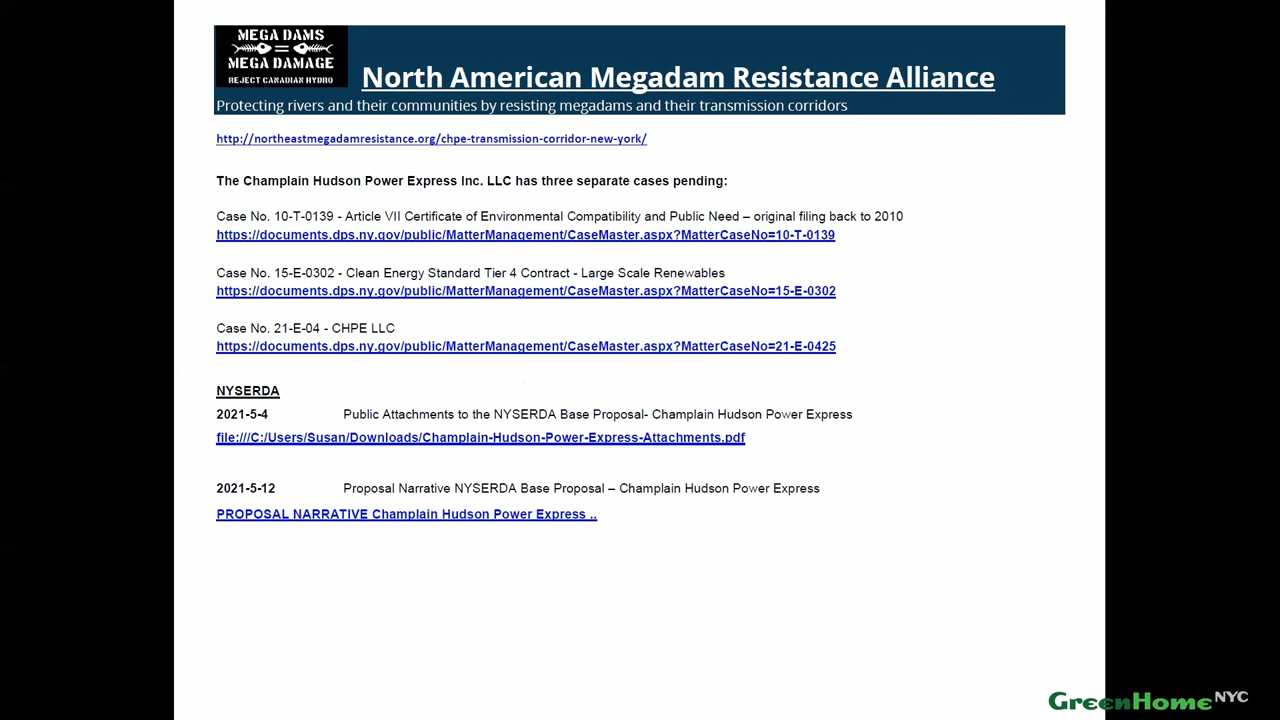 MEGA DAMS
=
MEGA DAMAGE
REJECT CANADIAN HYDRO
North American Megadam Resistance Alliance
Protecting rivers and their communities by resisting megadams and their transmission corridors
http://northeastmegadamresistance.org/chpe-transmission-corridor-new-york/
The Champlain Hudson Power Express Inc. LLC has three separate cases pending:
Case No. 10-T-0139 - Article VII Certificate of Environmental Compatibility and Public Need – original filing back to 2010
https://documents.dps.ny.gov/public/MatterManagement/CaseMaster.aspx?MatterCaseNo=10-T-0139
Case No. 15-E-0302 - Clean Energy Standard Tier 4 Contract - Large Scale Renewables
https://documents.dps.ny.gov/public/MatterManagement/CaseMaster.aspx?MatterCaseNo=15-E-0302
Case No. 21-E-04 - CHPE LLC
https://documents.dps.ny.gov/public/MatterManagement/CaseMaster.aspx?MatterCaseNo=21-E-0425
NYSERDA
2021-5-4 Public Attachments to the NYSERDA Base Proposal- Champlain Hudson Power Express
file:///C:/Users/Susan/Downloads/Champlain-Hudson-Power-Express-Attachments.pdf
2021-5-12 Proposal Narrative NYSERDA Base Proposal – Champlain Hudson Power Express
PROPOSAL NARRATIVE Champlain Hudson Power Express ..
GreenHomeNYC